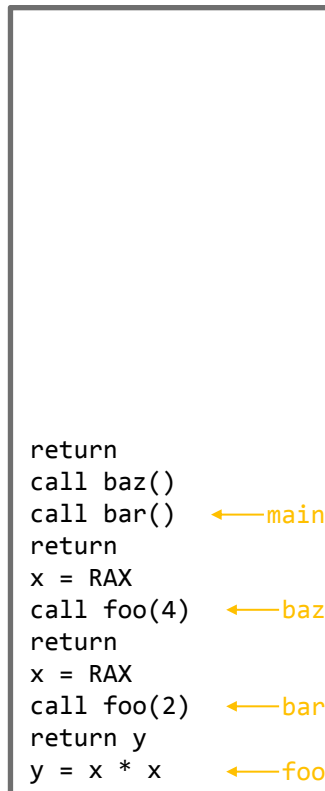 return
call baz()
call bar() main
return
x = RAX
call foo(4) baz
return
x = RAX
call foo(2) bar
return y
y = x * x foo